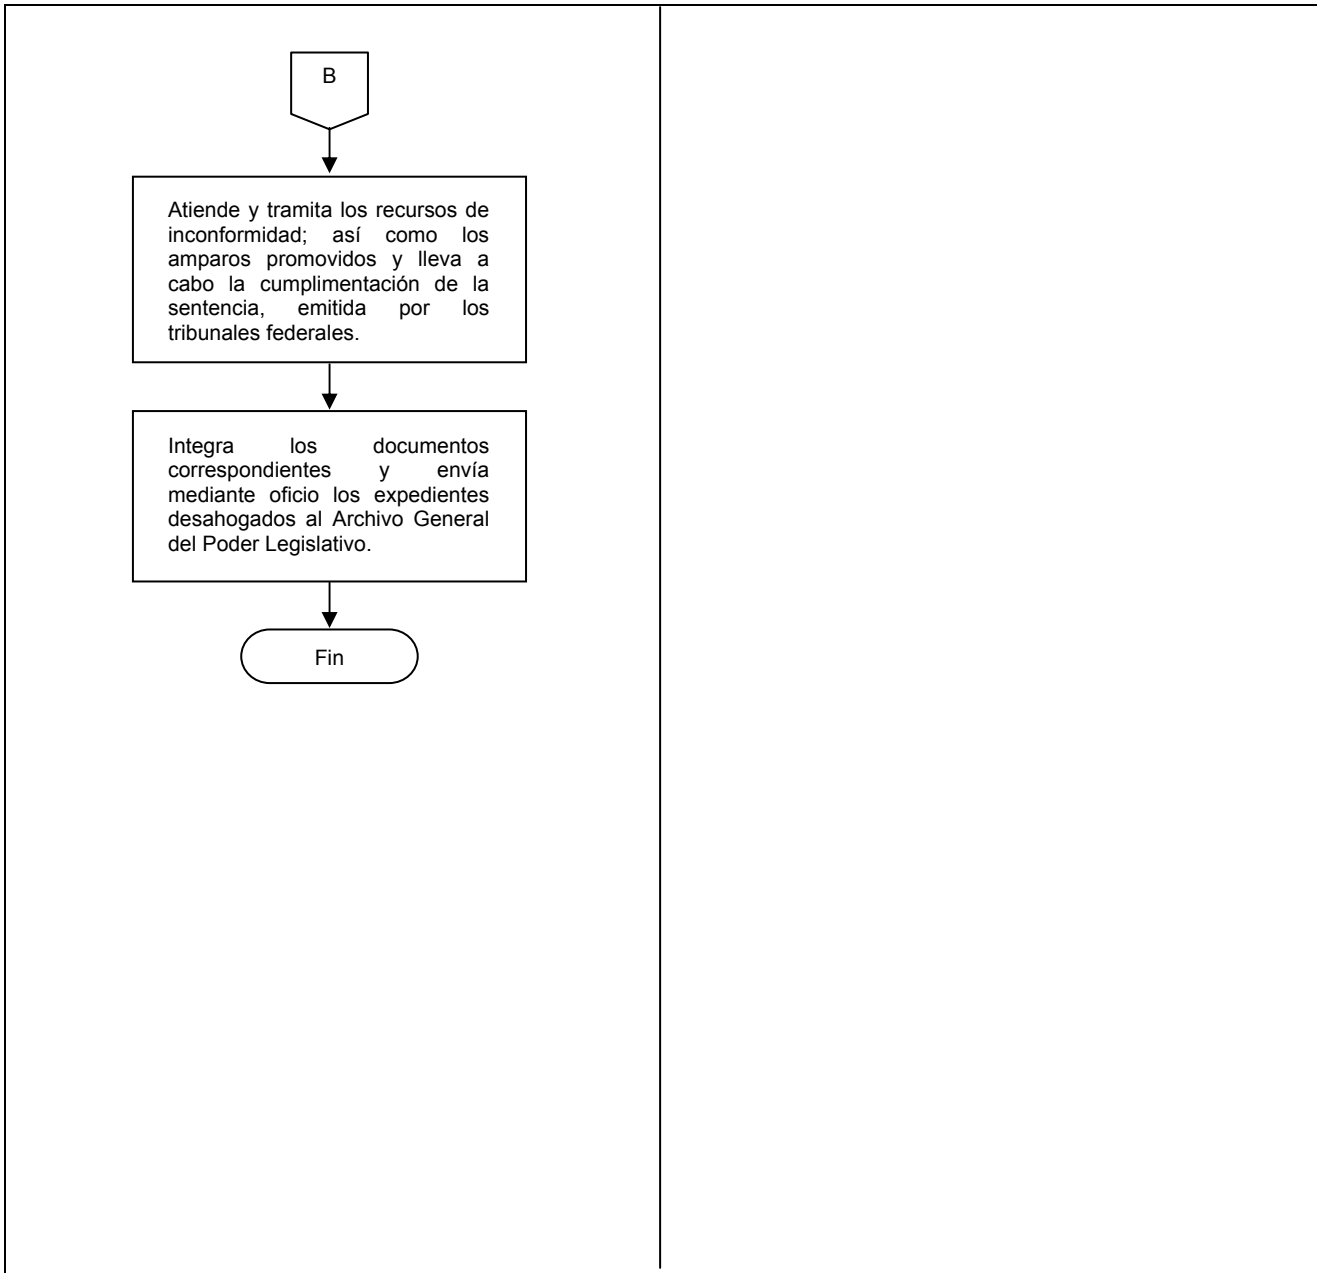 B
Atiende y tramita los recursos de
inconformidad; así como los
amparos promovidos y lleva a
cabo la cumplimentación de la
sentencia, emitida por los
tribunales federales.
Integra los documentos
correspondientes y envía
mediante oficio los expedientes
desahogados al Archivo General
del Poder Legislativo.
Fin